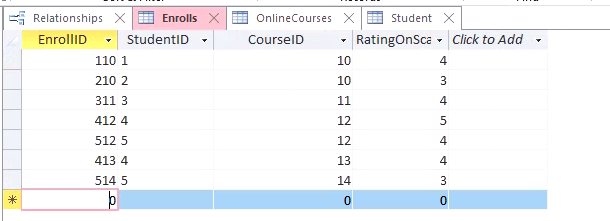 Relationships Enrolls OnlineCourses Student
EnrollID StudentID CourseID RatingOnSca Click to Add
110 1 10 4
210 2 10 3
311 3 11 4
412 4 12 5
512 5 12 4
413 4 13 4
514 5 14 3
* 0 0 0